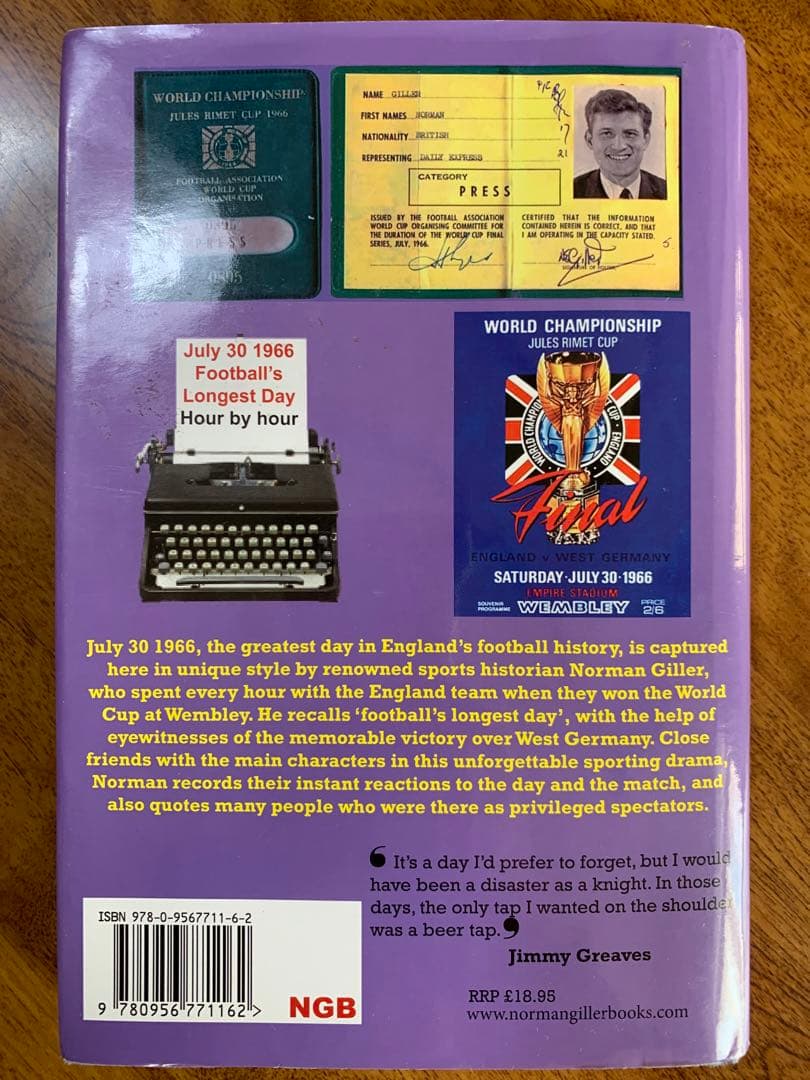 WORLD CHAMPIONSHIP
JULES RIMET CUP 1966
FOOTBALL ASSOCIATION
WORLD CUP
ORGANISATION
PRESS
0805
NAME GILLER
FIRST NAMES NORMAN
NATIONALITY BRITISH
REPRESENTING DAILY EXPRESS
CATEGORY
PRESS
ISSUED BY THE FOOTBALL ASSOCIATION
WORLD CUP ORGANISING COMMITTEE FOR
THE DURATION OF THE WORLD CUP FINAL
SERIES, JULY, 1966.
CERTIFIED THAT THE INFORMATION
CONTAINED HEREIN IS CORRECT, AND THAT
I AM OPERATING IN THE CAPACITY STATED.
July 30 1966
Football's
Longest Day
Hour by hour
WORLD CHAMPIONSHIP
JULES RIMET CUP
WORLD CHAMPIONSHIP CUP ENGLAND
Final
ENGLAND v WEST GERMANY
SATURDAY·JULY 30·1966
EMPIRE STADIUM
SOUVENIR
PROGRAMME
WEMBLEY
PRICE
2/6
July 30 1966, the greatest day in England's football history, is captured
here in unique style by renowned sports historian Norman Giller,
who spent every hour with the England team when they won the World
Cup at Wembley. He recalls 'football's longest day', with the help of
eyewitnesses of the memorable victory over West Germany. Close
friends with the main characters in this unforgettable sporting drama,
Norman records their instant reactions to the day and the match, and
also quotes many people who were there as privileged spectators.
‘It's a day I'd prefer to forget, but I would
have been a disaster as a knight. In those
days, the only tap I wanted on the shoulder
was a beer tap.’
Jimmy Greaves
ISBN 978-0-9567711-6-2
9 780956 771162 >
NGB
RRP £18.95
www.normangillerbooks.com